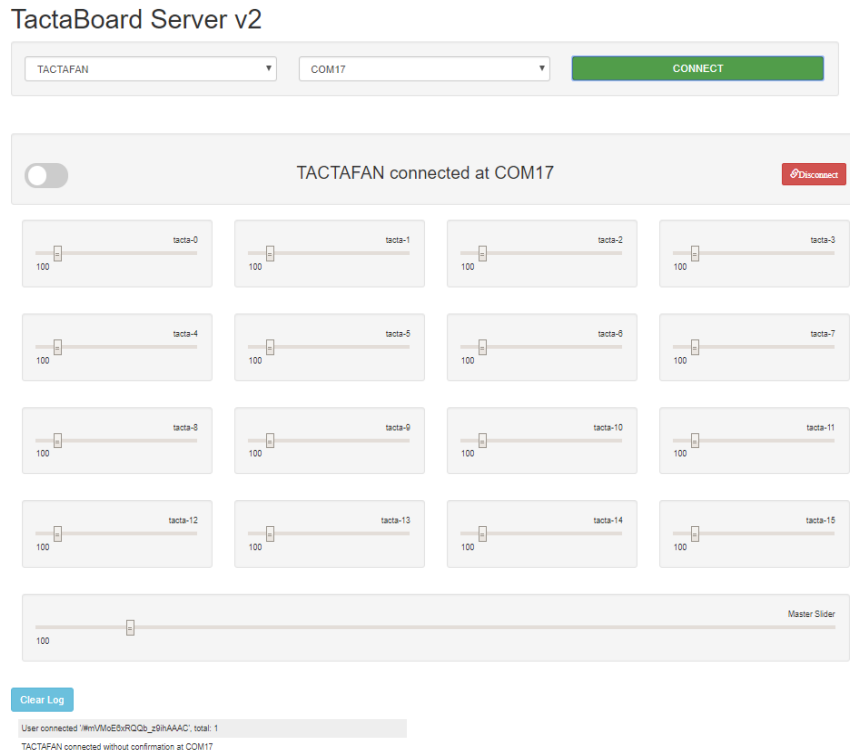 TactaBoard Server v2
TACTAFAN COM17 CONNECT
TACTAFAN connected at COM17 Disconnect
tacta-0 tacta-1 tacta-2 tacta-3
100 100 100 100
tacta-4 tacta-5 tacta-6 tacta-7
100 100 100 100
tacta-8 tacta-9 tacta-10 tacta-11
100 100 100 100
tacta-12 tacta-13 tacta-14 tacta-15
100 100 100 100
Master Slider
100
Clear Log
User connected '/#mVMoE6xRQQb_z9ihAAAC', total: 1
TACTAFAN connected without confirmation at COM17